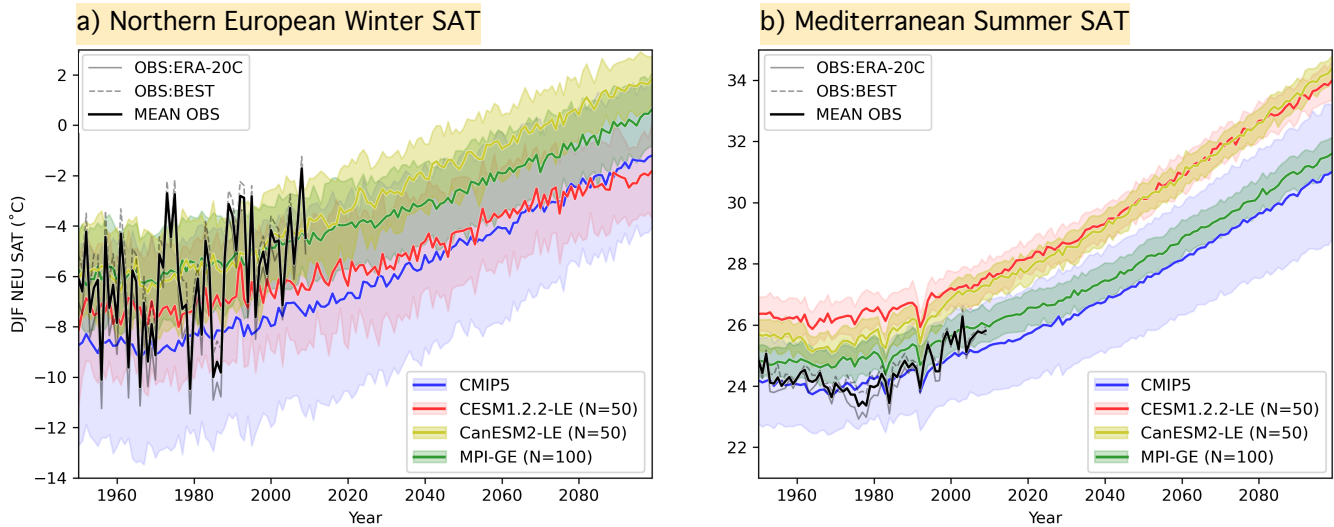 a) Northern European Winter SAT
OBS:ERA-20C
OBS:BEST
MEAN OBS
DJF NEU SAT (˚C)
2
0
−2
−4
−6
−8
−10
−12
−14
CMIP5
CESM1.2.2-LE (N=50)
CanESM2-LE (N=50)
MPI-GE (N=100)
1960 1980 2000 2020 2040 2060 2080
Year
b) Mediterranean Summer SAT
OBS:ERA-20C
OBS:BEST
MEAN OBS
34
32
30
28
26
24
22
CMIP5
CESM1.2.2-LE (N=50)
CanESM2-LE (N=50)
MPI-GE (N=100)
1960 1980 2000 2020 2040 2060 2080
Year